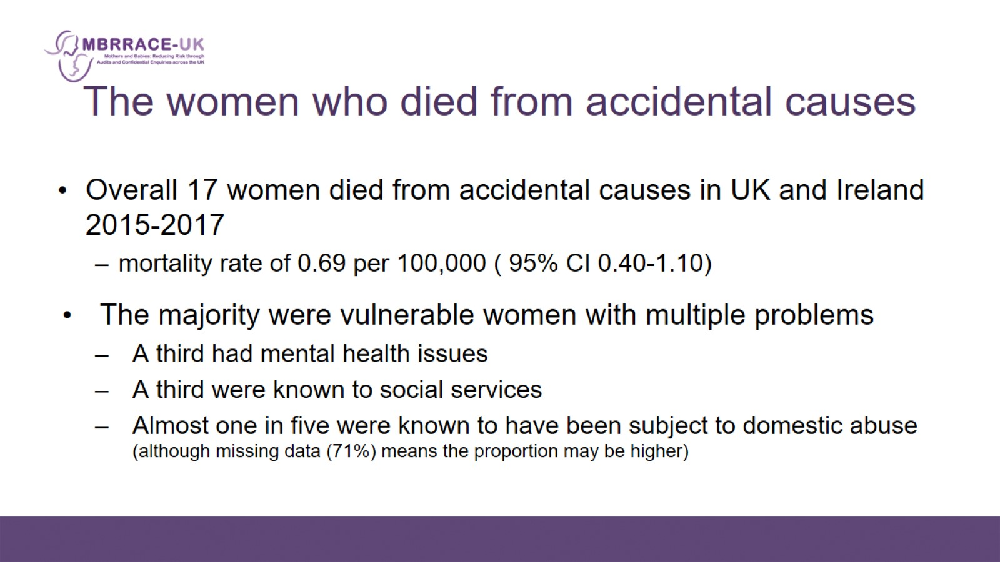 MBRRACE-UK
Mothers and Babies: Reducing Risk through
Audits and Confidential Enquiries across the UK
The women who died from accidental causes
• Overall 17 women died from accidental causes in UK and Ireland
2015-2017
– mortality rate of 0.69 per 100,000 ( 95% CI 0.40-1.10)
• The majority were vulnerable women with multiple problems
– A third had mental health issues
– A third were known to social services
– Almost one in five were known to have been subject to domestic abuse
(although missing data (71%) means the proportion may be higher)